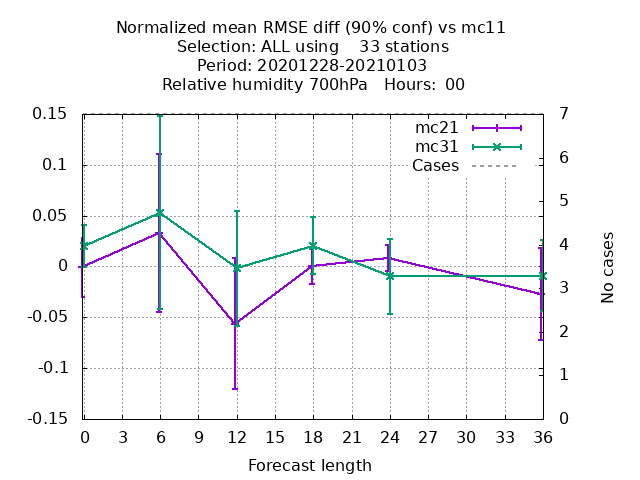 Normalized mean RMSE diff (90% conf) vs mc11
Selection: ALL using    33 stations
Period: 20201228-20210103
Relative humidity 700hPa   Hours:  00
mc21
mc31
Cases
0.15
0.1
0.05
0
-0.05
-0.1
-0.15
7
6
5
4
3
2
1
0
No cases
0 3 6 9 12 15 18 21 24 27 30 33 36
Forecast length